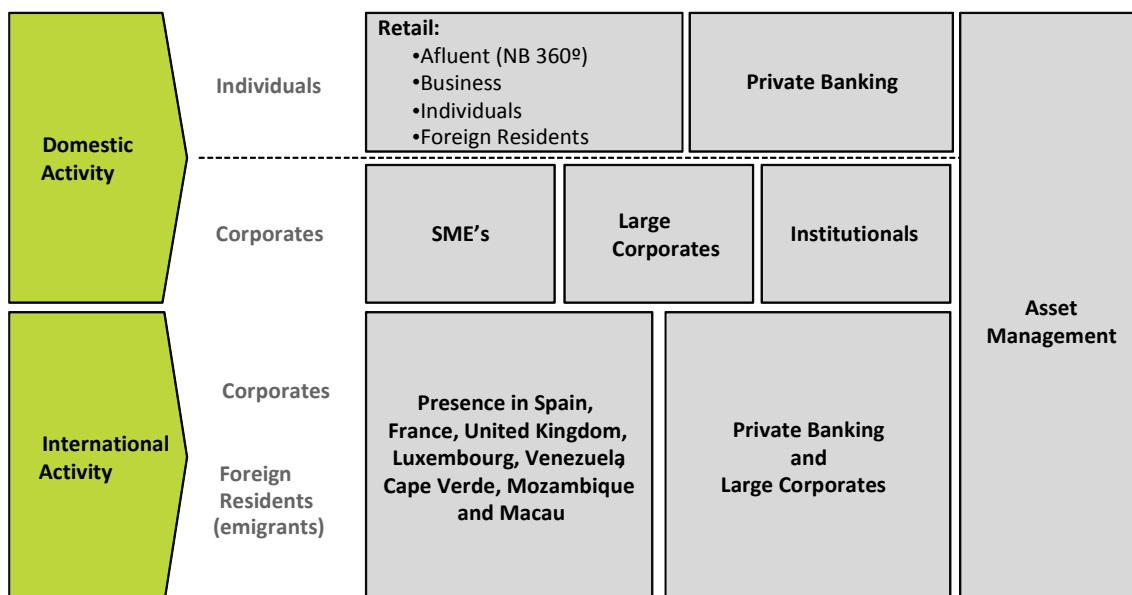 Domestic
Activity
Individuals
Retail:
•Afluent (NB 360º)
•Business
•Individuals
•Foreign Residents
Private Banking
Corporates
SME’s
Large
Corporates
Institutionals
Asset
Management
International
Activity
Corporates
Foreign
Residents
(emigrants)
Presence in Spain,
France, United Kingdom,
Luxembourg, Venezuela,
Cape Verde, Mozambique
and Macau
Private Banking
and
Large Corporates